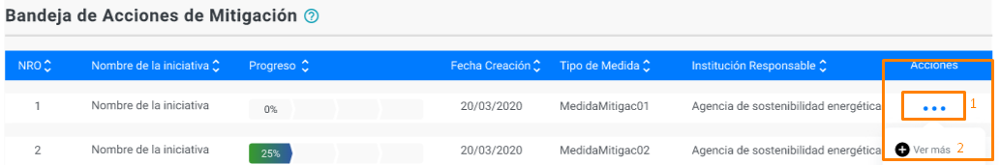 Bandeja de Acciones de Mitigación ?
NRO Nombre de la iniciativa Progreso Fecha Creación Tipo de Medida Institución Responsable Acciones
1 Nombre de la iniciativa 0% 20/03/2020 MedidaMitigac01 Agencia de sostenibilidad energética ... 1
2 Nombre de la iniciativa 25% 20/03/2020 MedidaMitigac02 Agencia de sostenibilidad energética Ver más 2